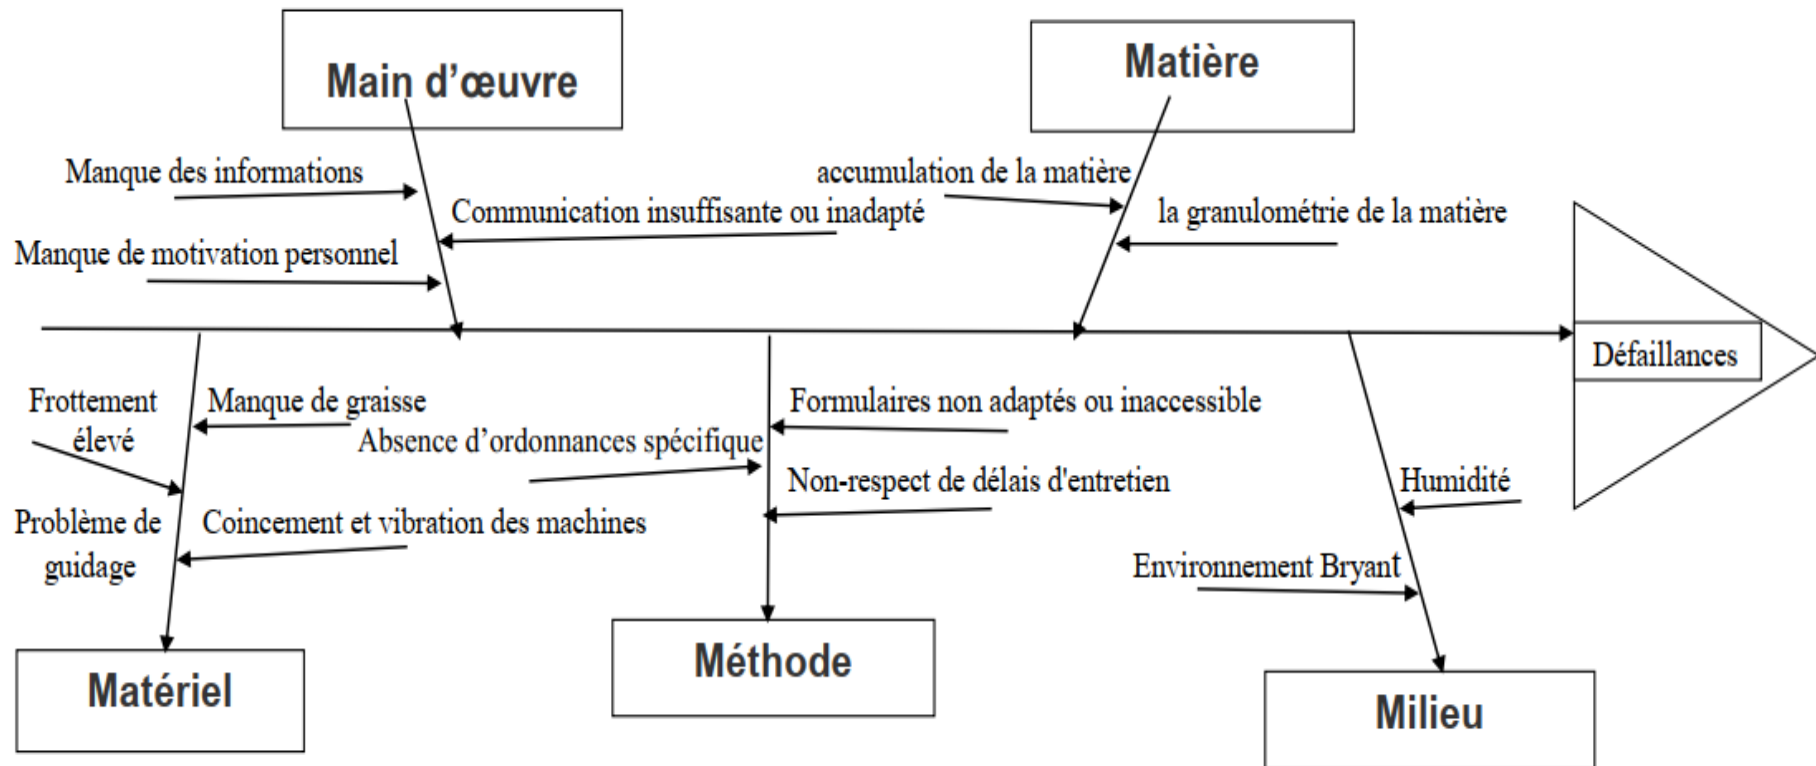 Main d’œuvre
Matière
Manque des informations
accumulation de la matière
Communication insuffisante ou inadapté
la granulométrie de la matière
Manque de motivation personnel
Défaillances
Frottement
élevé
Manque de graisse
Formulaires non adaptés ou inaccessible
Absence d’ordonnances spécifique
Non-respect de délais d'entretien
Humidité
Problème de
guidage
Coincement et vibration des machines
Environnement Bryant
Matériel
Méthode
Milieu